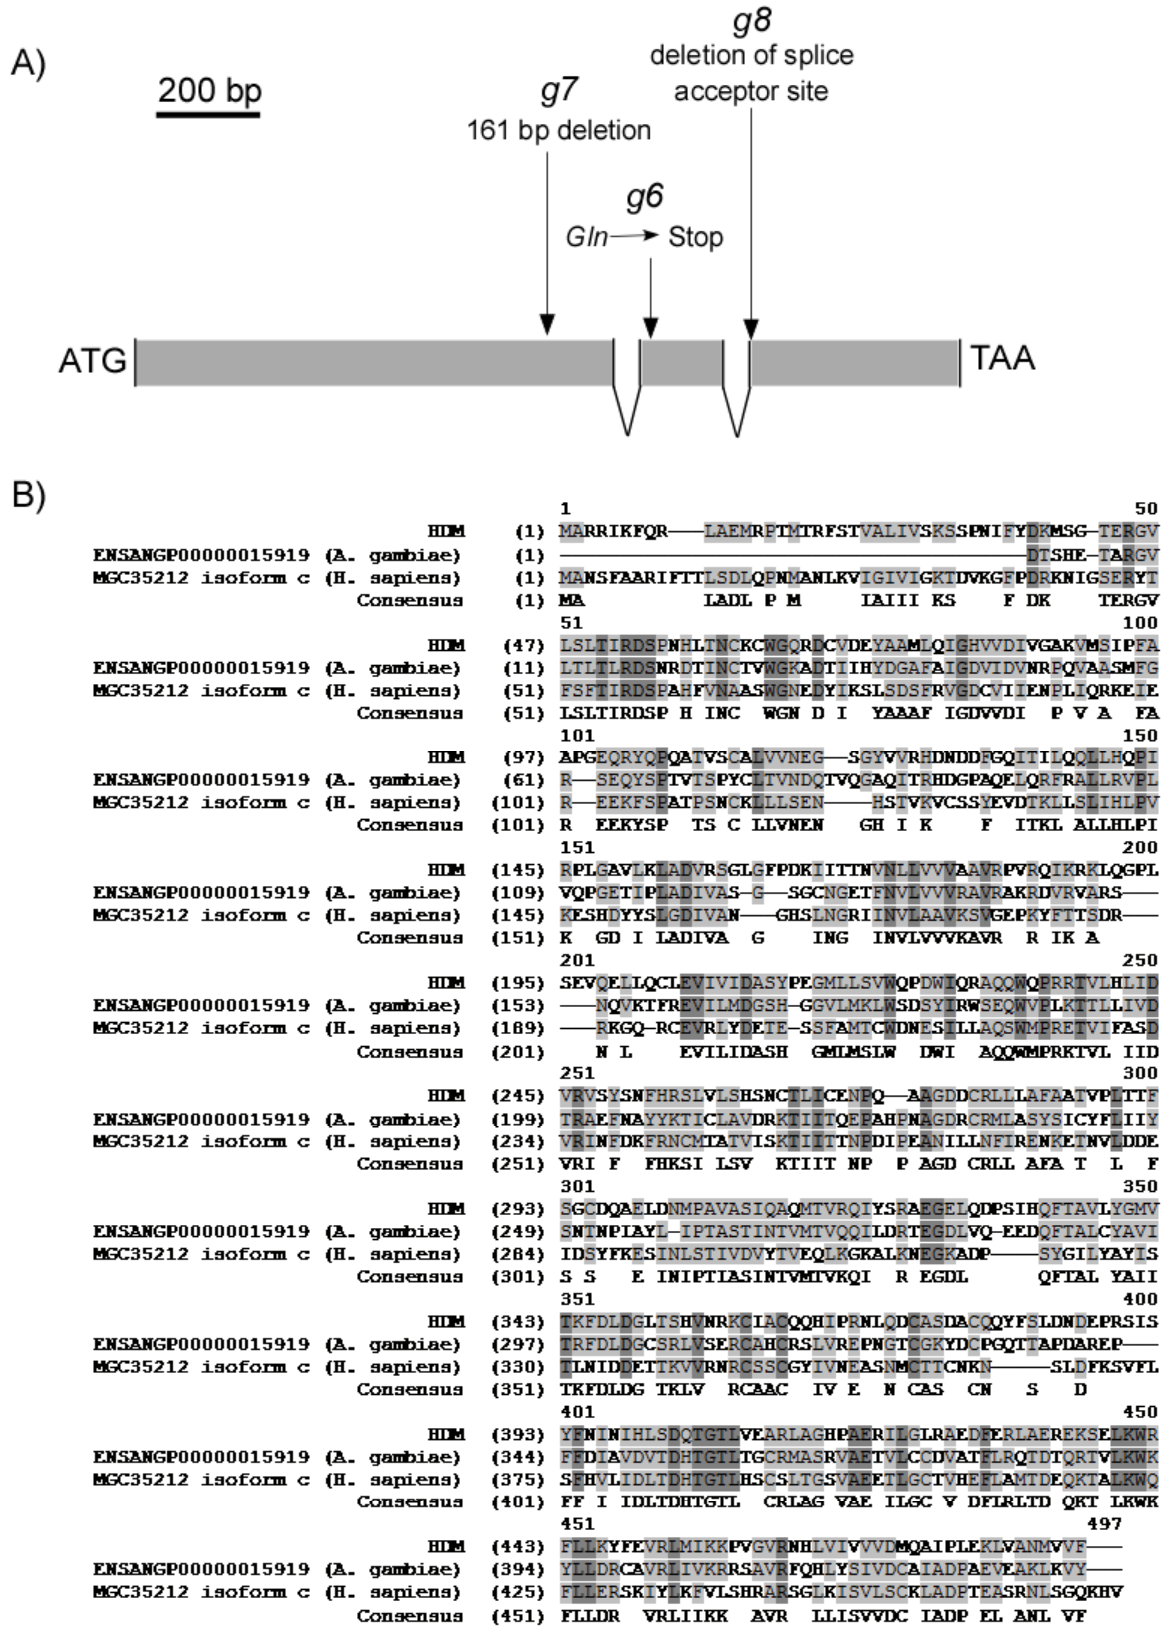 A)
200 bp
g7
161 bp deletion
g8
deletion of splice
acceptor site
g6
Gln Stop
ATG
TAA
B)
1 50
HDM (1) MARRIKFQR---LAEMRPTMTRFSTVALIVSKSSPNIFYDKMSG-TERGV
ENSANGP00000015919 (A. gambiae) (1) ---------------------------------------DTSHE-TARGV
MGC35212 isoform c (H. sapiens) (1) MANSFAARIFTTLSDLQPNMANLKVIGIVIGKTDVKGFPDRKNIGSERYT
Consensus (1) MA LADL P M IAIII KS F DK TERGV
51 100
HDM (47) LSLTIRDSPNHLTNCKCWGQRDCVDEYAAMLQIGHVVDIVGAKVMSIPFA
ENSANGP00000015919 (A. gambiae) (11) LTLTLRDSNRDTINCTVWGKADTIIHYDGAFAIGDVIDVNRPQVAASMFG
MGC35212 isoform c (H. sapiens) (51) FSFTIRDSPAHFVNAASWGNEDYIKSLSDSFRVGDCVIIENPLIQRKEIE
Consensus (51) LSLTIRDSP H INC WGN D I YAAAF IGDVVDI P V A FA
101 150
HDM (97) APGEQRYQPQATVSCALVVNEG--SGYVVRHDNDDFGQITILQQLLHQPI
ENSANGP00000015919 (A. gambiae) (61) R--SEQYSPTVTSPYCLTVNDQTVQGAQITRHDGPAQELQRFRALLRVPL
MGC35212 isoform c (H. sapiens) (101) R--EEKFSPATPSNCKLLLSEN----HSTVKVCSSYEVDTKLLSLIHLPV
Consensus (101) R EEKYSP TS C LLVNEN GH I K F ITKL ALLHLPI
151 200
HDM (145) RPLGAVLKLADVRSGLGFPDKIITTNVNLLVVVAAVRPVRQIKRKLQGPL
ENSANGP00000015919 (A. gambiae) (109) VQPGETIPLADIVAS-G--SGCNGETFNVLVVVRAVRAKRDVRVARS---
MGC35212 isoform c (H. sapiens) (145) KESHDYYSLGDIVAN---GHSLNGRIINVLAAVKSVGEPKYFTTSDR---
Consensus (151) K GD I LADIVA G ING INVLVVVKAVR R IK A
201 250
HDM (195) SEVQELLQCLEVIVIDASYPEGMLLSVWQPDWIQRAQQWQPRRTVLHLID
ENSANGP00000015919 (A. gambiae) (153) ---NQVKTFREVILMDGSH-GGVLMKLWSDSYIRWSEQWVPLKTTLLIVD
MGC35212 isoform c (H. sapiens) (189) ---RKGQ-RCEVRLYDETE-SSFAMTCWDNESILLAQSWMPRETVIFASD
Consensus (201) N L EVILIDASH GMLMSLW DWI AQQWMPRKTVL IID
251 300
HDM (245) VRVSYSNFHRSLVLSHSNCTLICENPQ--AAGDDCRLLLAFAATVPLTTF
ENSANGP00000015919 (A. gambiae) (199) TRAEFNAYYKTICLAVDRKTIITQEPAHPNAGDRCRMLASYSICYFLIIY
MGC35212 isoform c (H. sapiens) (234) VRINFDKFRNCMTATVISKTIITTNPDIPEANILLNFIRENKETNVLDDE
Consensus (251) VRI F FHKSI LSV KTIIT NP P AGD CRLL AFA T L F
301 350
HDM (293) SGCDQAELDNMPAVASIQAQMTVRQIYSRAEGELQDPSIHQFTAVLYGMV
ENSANGP00000015919 (A. gambiae) (249) SNTNPIAYL-IPTASTINTVMTVQQILDRTEGDLVQ-EEDQFTALCYAVI
MGC35212 isoform c (H. sapiens) (284) IDSYFKESINLSTIVDVYTVEQLKGKALKNEGKADP----SYGILYAYIS
Consensus (301) S S E INIPTIASINTVMTVKQI R EGDL QFTAL YAII
351 400
HDM (343) TKFDLDGLTSHVNRKCIACQQHIPRNLQDCASDACQQYFSLDNDEPRSIS
ENSANGP00000015919 (A. gambiae) (297) TRFDLDGCSRLVSERCAHCRSLVREPNGTCGKYDCPGQTTAPDAREP---
MGC35212 isoform c (H. sapiens) (330) TLNIDDETTKVVRNRCSSCGYIVNEASNMCTTCNKN-----SLDFKSVFL
Consensus (351) TKFDLDG TKLV RCAAC IV E N CAS CN S D
401 450
HDM (393) YFNININHLSDQTGTLVEARLAGHPAERILGLRAEDFERLAEREKSELKWR
ENSANGP00000015919 (A. gambiae) (344) FFDIAVDVTDHTGTLTGCRMASRVAETVLCCDVATFLRQTDTQRTVLKWK
MGC35212 isoform c (H. sapiens) (375) SFHVLIDLTDHTGTLHSCSLTGSVAEETLGCTVHEFLAMTDEQKTALKWQ
Consensus (401) FF I IDLTDHTGTL CRLAG VAE ILGC V DFLRLTD QKT LKWK
451 497
HDM (443) FLLKYFEVRLMIKKPVGVRNHLVIVVVDMQAIPLEKLVANMVVF---
ENSANGP00000015919 (A. gambiae) (394) YLLDRCAVRLIVKRRSAVRFQHLYSIVDCAIADPAEVEAKLKVY---
MGC35212 isoform c (H. sapiens) (425) FLLERSKIYLKFVLSHRARSGLKISVLSCKLADPTEASRNLSGQKHV
Consensus (451) FLLDR VRLIIKK AVR LLISVVDC IADP EL ANL VF